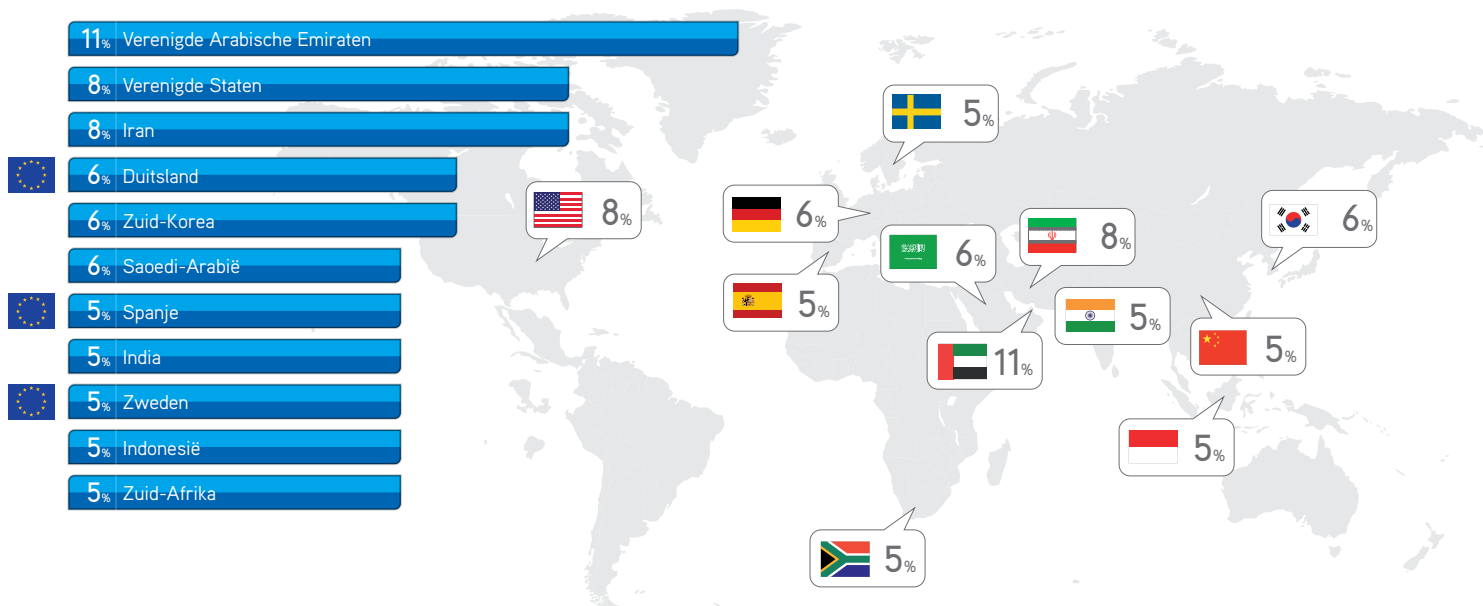 11% Verenigde Arabische Emiraten
8% Verenigde Staten
8% Iran
6% Duitsland
6% Zuid-Korea
6% Saoedi-Arabië
5% Spanje
5% India
5% Zweden
5% Indonesië
5% Zuid-Afrika
5%
8%
6%
6%
8%
6%
5%
5%
11%
5%
5%
5%